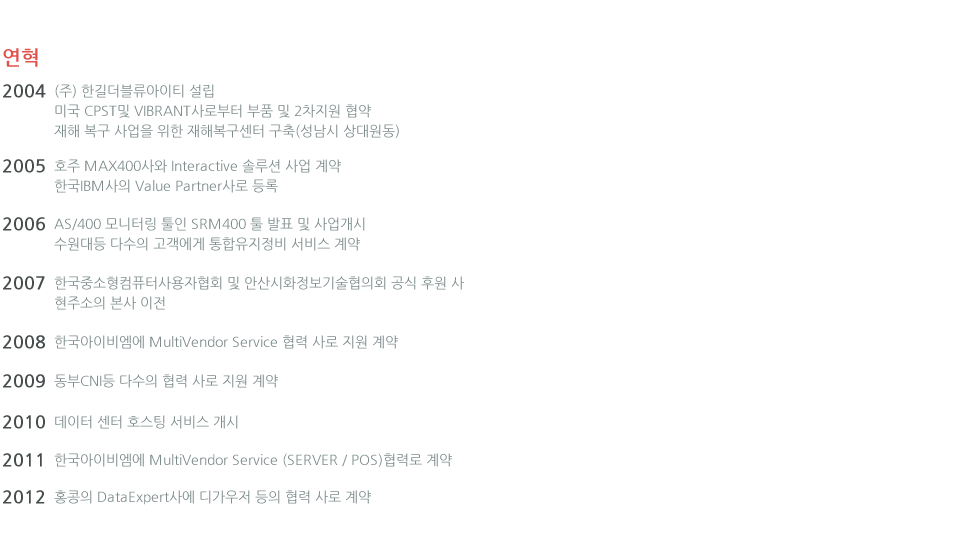 연혁
2004 (주) 한길더블류아이티 설립
미국 CPST및 VIBRANT사로부터 부품 및 2차지원 협약
재해 복구 사업을 위한 재해복구센터 구축(성남시 상대원동)
2005 호주 MAX400사와 Interactive 솔루션 사업 계약
한국IBM사의 Value Partner사로 등록
2006 AS/400 모니터링 툴인 SRM400 툴 발표 및 사업개시
수원대등 다수의 고객에게 통합유지정비 서비스 계약
2007 한국중소형컴퓨터사용자협회 및 안산시화정보기술협의회 공식 후원 사
현주소의 본사 이전
2008 한국아이비엠에 MultiVendor Service 협력 사로 지원 계약
2009 동부CNI등 다수의 협력 사로 지원 계약
2010 데이터 센터 호스팅 서비스 개시
2011 한국아이비엠에 MultiVendor Service (SERVER / POS)협력로 계약
2012 홍콩의 DataExpert사에 디가우저 등의 협력 사로 계약